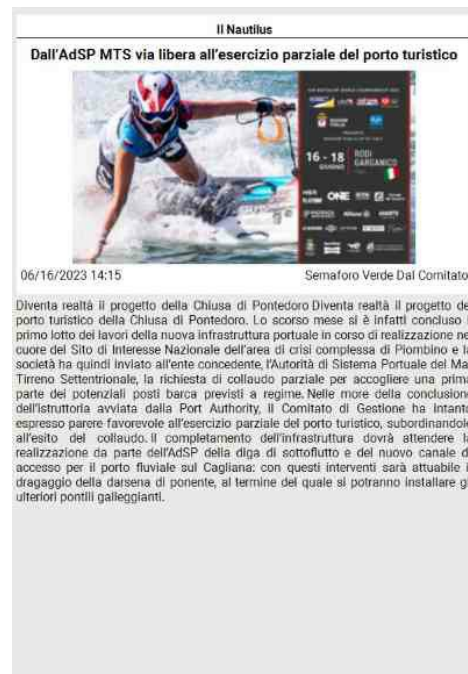 Il Nautilus
Dall'AdSP MTS via libera all'esercizio parziale del porto turistico
16 - 18
GIUGNO
RODI
GARGANICO
ONE
06/16/2023 14:15
Semaforo Verde Dal Comitato
Diventa realtà il progetto della Chiusa di Pontedoro Diventa realtà il progetto de
porto turistico della Chiusa di Pontedoro. Lo scorso mese si è infatti concluso i
primo lotto dei lavori della nuova infrastruttura portuale in corso di realizzazione ne
cuore del Sito di Interesse Nazionale dell'area di crisi complessa di Piombino e la
società ha quindi inviato all'ente concedente, l'Autorità di Sistema Portuale del Ma
Tirreno Settentrionale, la richiesta di collaudo parziale per accogliere una prima
parte dei potenziali posti barca previsti a regime. Nelle more della conclusione
dell'istruttoria avviata dalla Port Authority, il Comitato di Gestione ha intanto
espresso parere favorevole all'esercizio parziale del porto turistico, subordinandolo
all'esito del collaudo. Il completamento dell'infrastruttura dovrà attendere la
realizzazione da parte dell'AdSP della diga di sottoflutto e del nuovo canale d
accesso per il porto fluviale sul Cagliana: con questi interventi sarà attuabile i
dragaggio della darsena di ponente, al termine del quale si potranno installare gl
ulteriori pontili galleggianti.